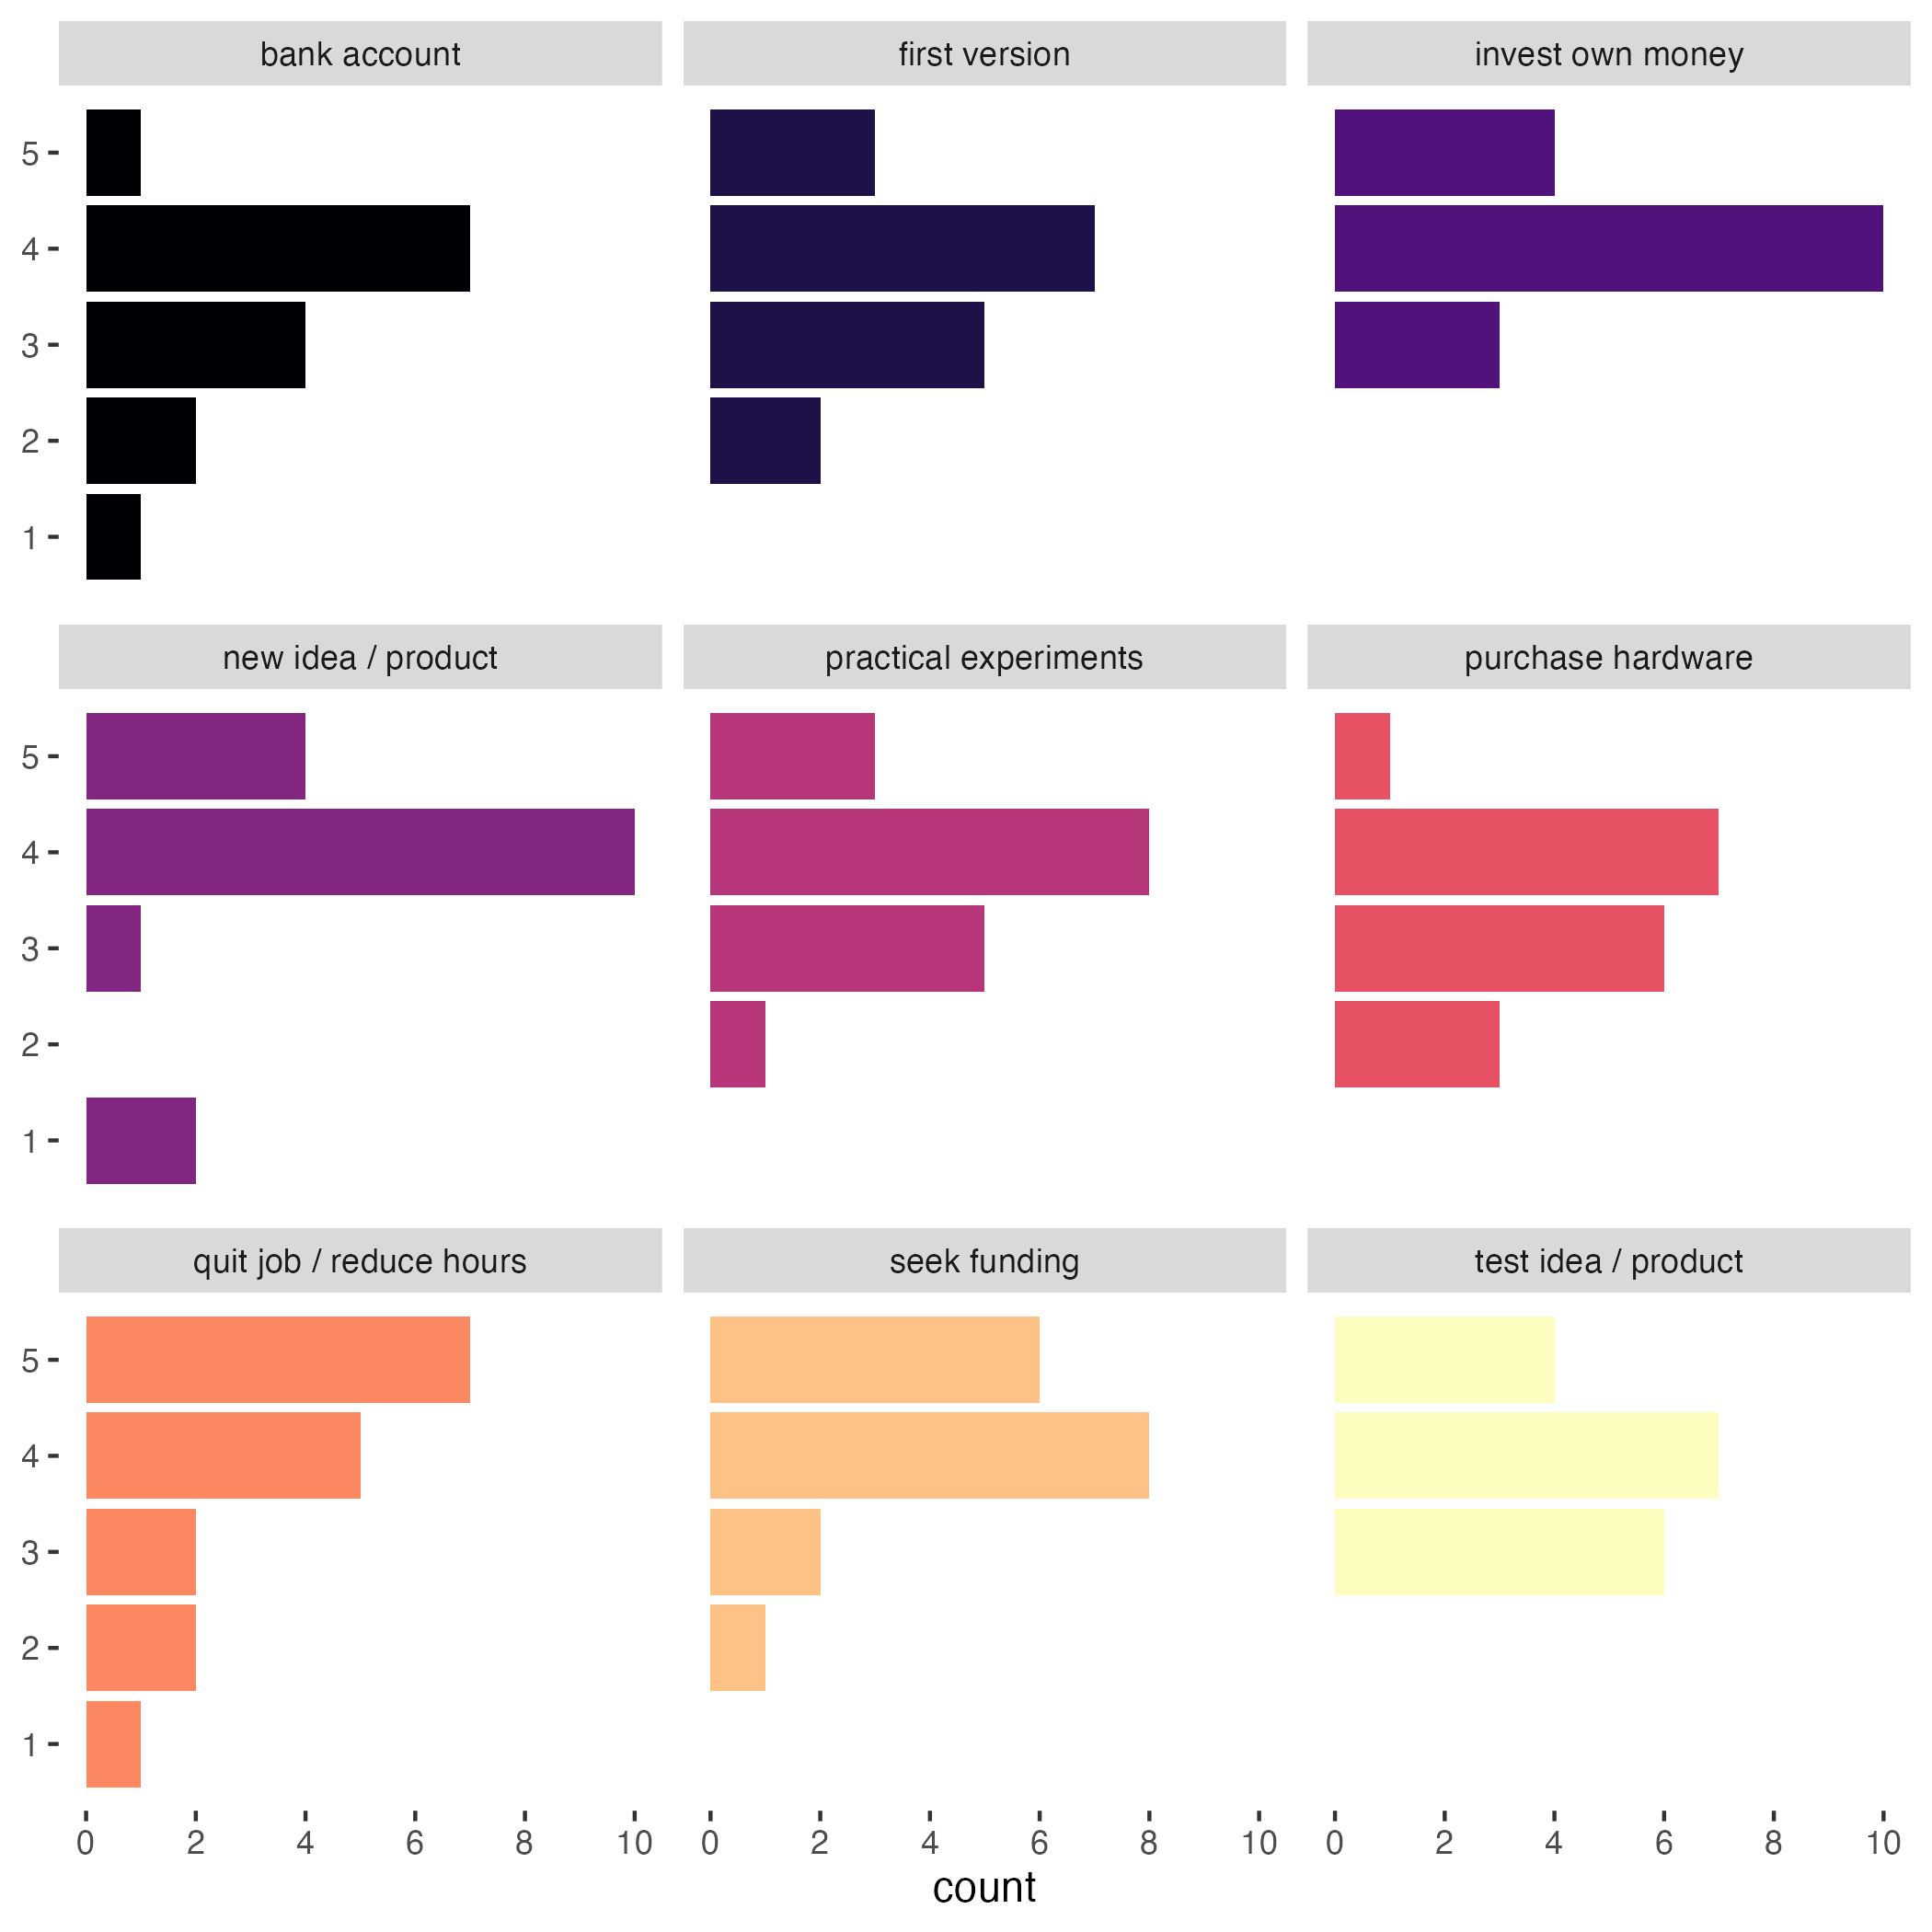 bank account
first version
invest own money
5
4
3
2
1
new idea / product
practical experiments
purchase hardware
5
4
3
2
1
quit job / reduce hours
seek funding
test idea / product
5
4
3
2
1
0 2 4 6 8 10
0 2 4 6 8 10
0 2 4 6 8 10
count